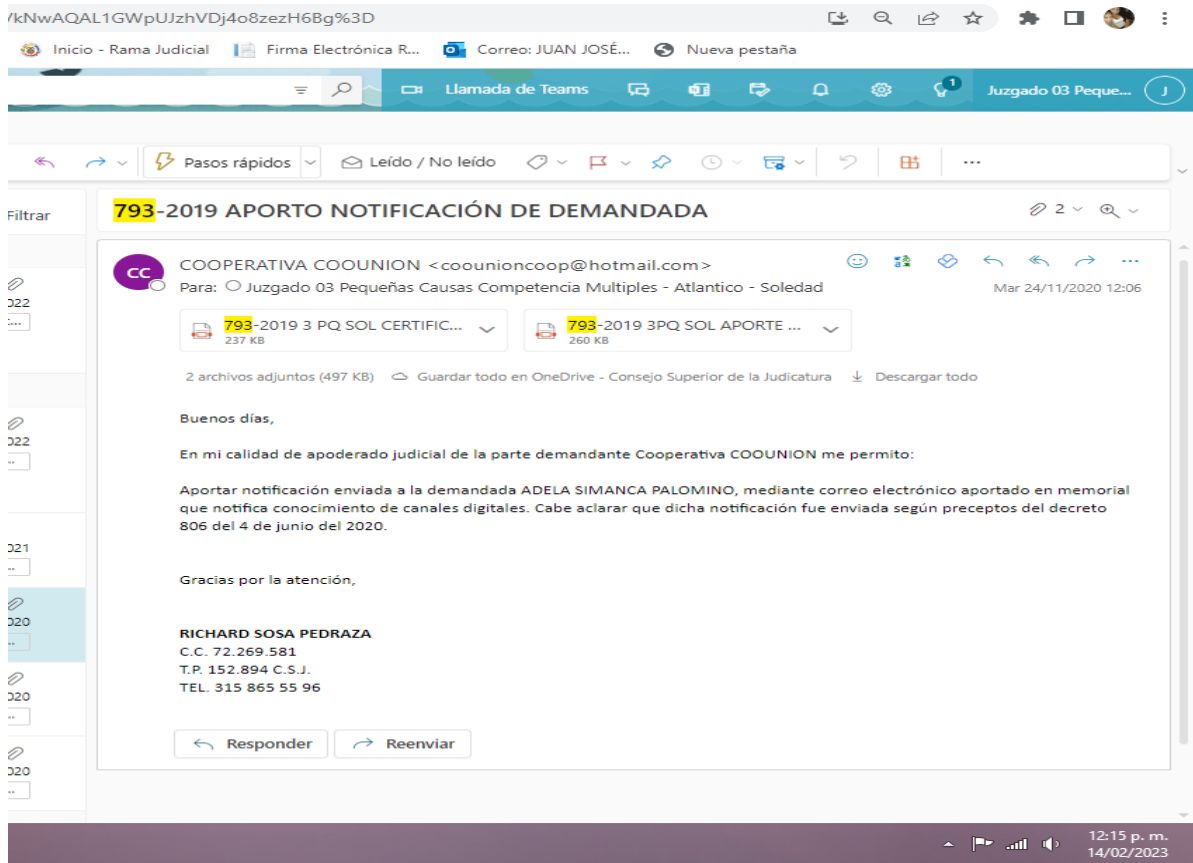 /kNwAQAL1GWpUJzhVDj4o8zezH6Bg%3D
Inicio - Rama Judicial Firma Electrónica R... Correo: JUAN JOSÉ... Nueva pestaña
Llamada de Teams 1 Juzgado 03 Peque... J
Pasos rápidos Leído / No leído ...
Filtrar
793-2019 APORTO NOTIFICACIÓN DE DEMANDADA 2
CC
COOPERATIVA COOUNION <coounioncoop@hotmail.com>
Para: Juzgado 03 Pequeñas Causas Competencia Multiples - Atlantico - Soledad Mar 24/11/2020 12:06
793-2019 3 PQ SOL CERTIFIC... 793-2019 3PQ SOL APORTE ...
237 KB 260 KB
2 archivos adjuntos (497 KB) Guardar todo en OneDrive - Consejo Superior de la Judicatura Descargar todo
Buenos días,
En mi calidad de apoderado judicial de la parte demandante Cooperativa COOUNION me permito:
Aportar notificación enviada a la demandada ADELA SIMANCA PALOMINO, mediante correo electrónico aportado en memorial
que notifica conocimiento de canales digitales. Cabe aclarar que dicha notificación fue enviada según preceptos del decreto
806 del 4 de junio del 2020.
Gracias por la atención,
RICHARD SOSA PEDRAZA
C.C. 72.269.581
T.P. 152.894 C.S.J.
TEL. 315 865 55 96
Responder Reenviar
12:15 p. m.
14/02/2023